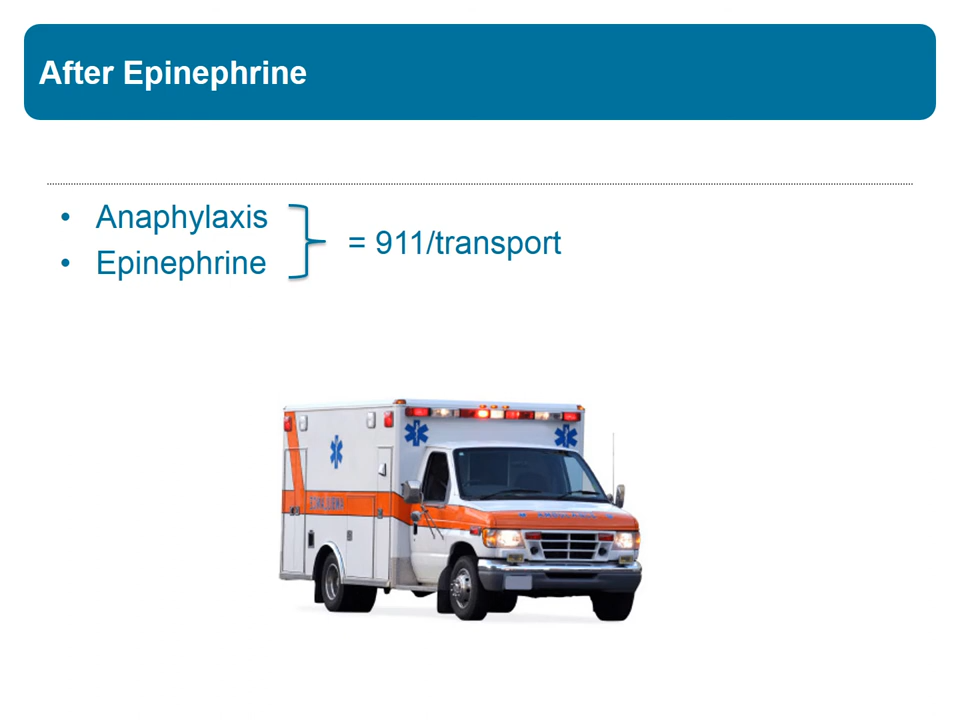 After Epinephrine
• Anaphylaxis
• Epinephrine
= 911/transport